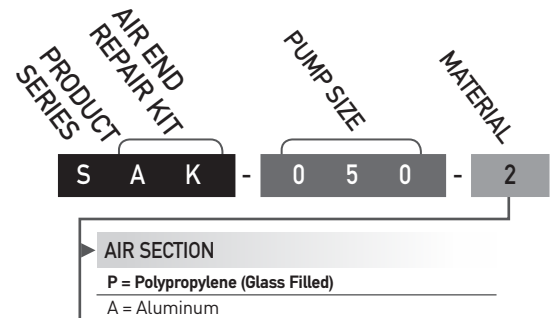 PRODUCT
SERIES
AIR END
REPAIR KIT
PUMP SIZE
MATERIAL
S A K - 0 5 0 - 2
AIR SECTION
P = Polypropylene (Glass Filled)
A = Aluminum